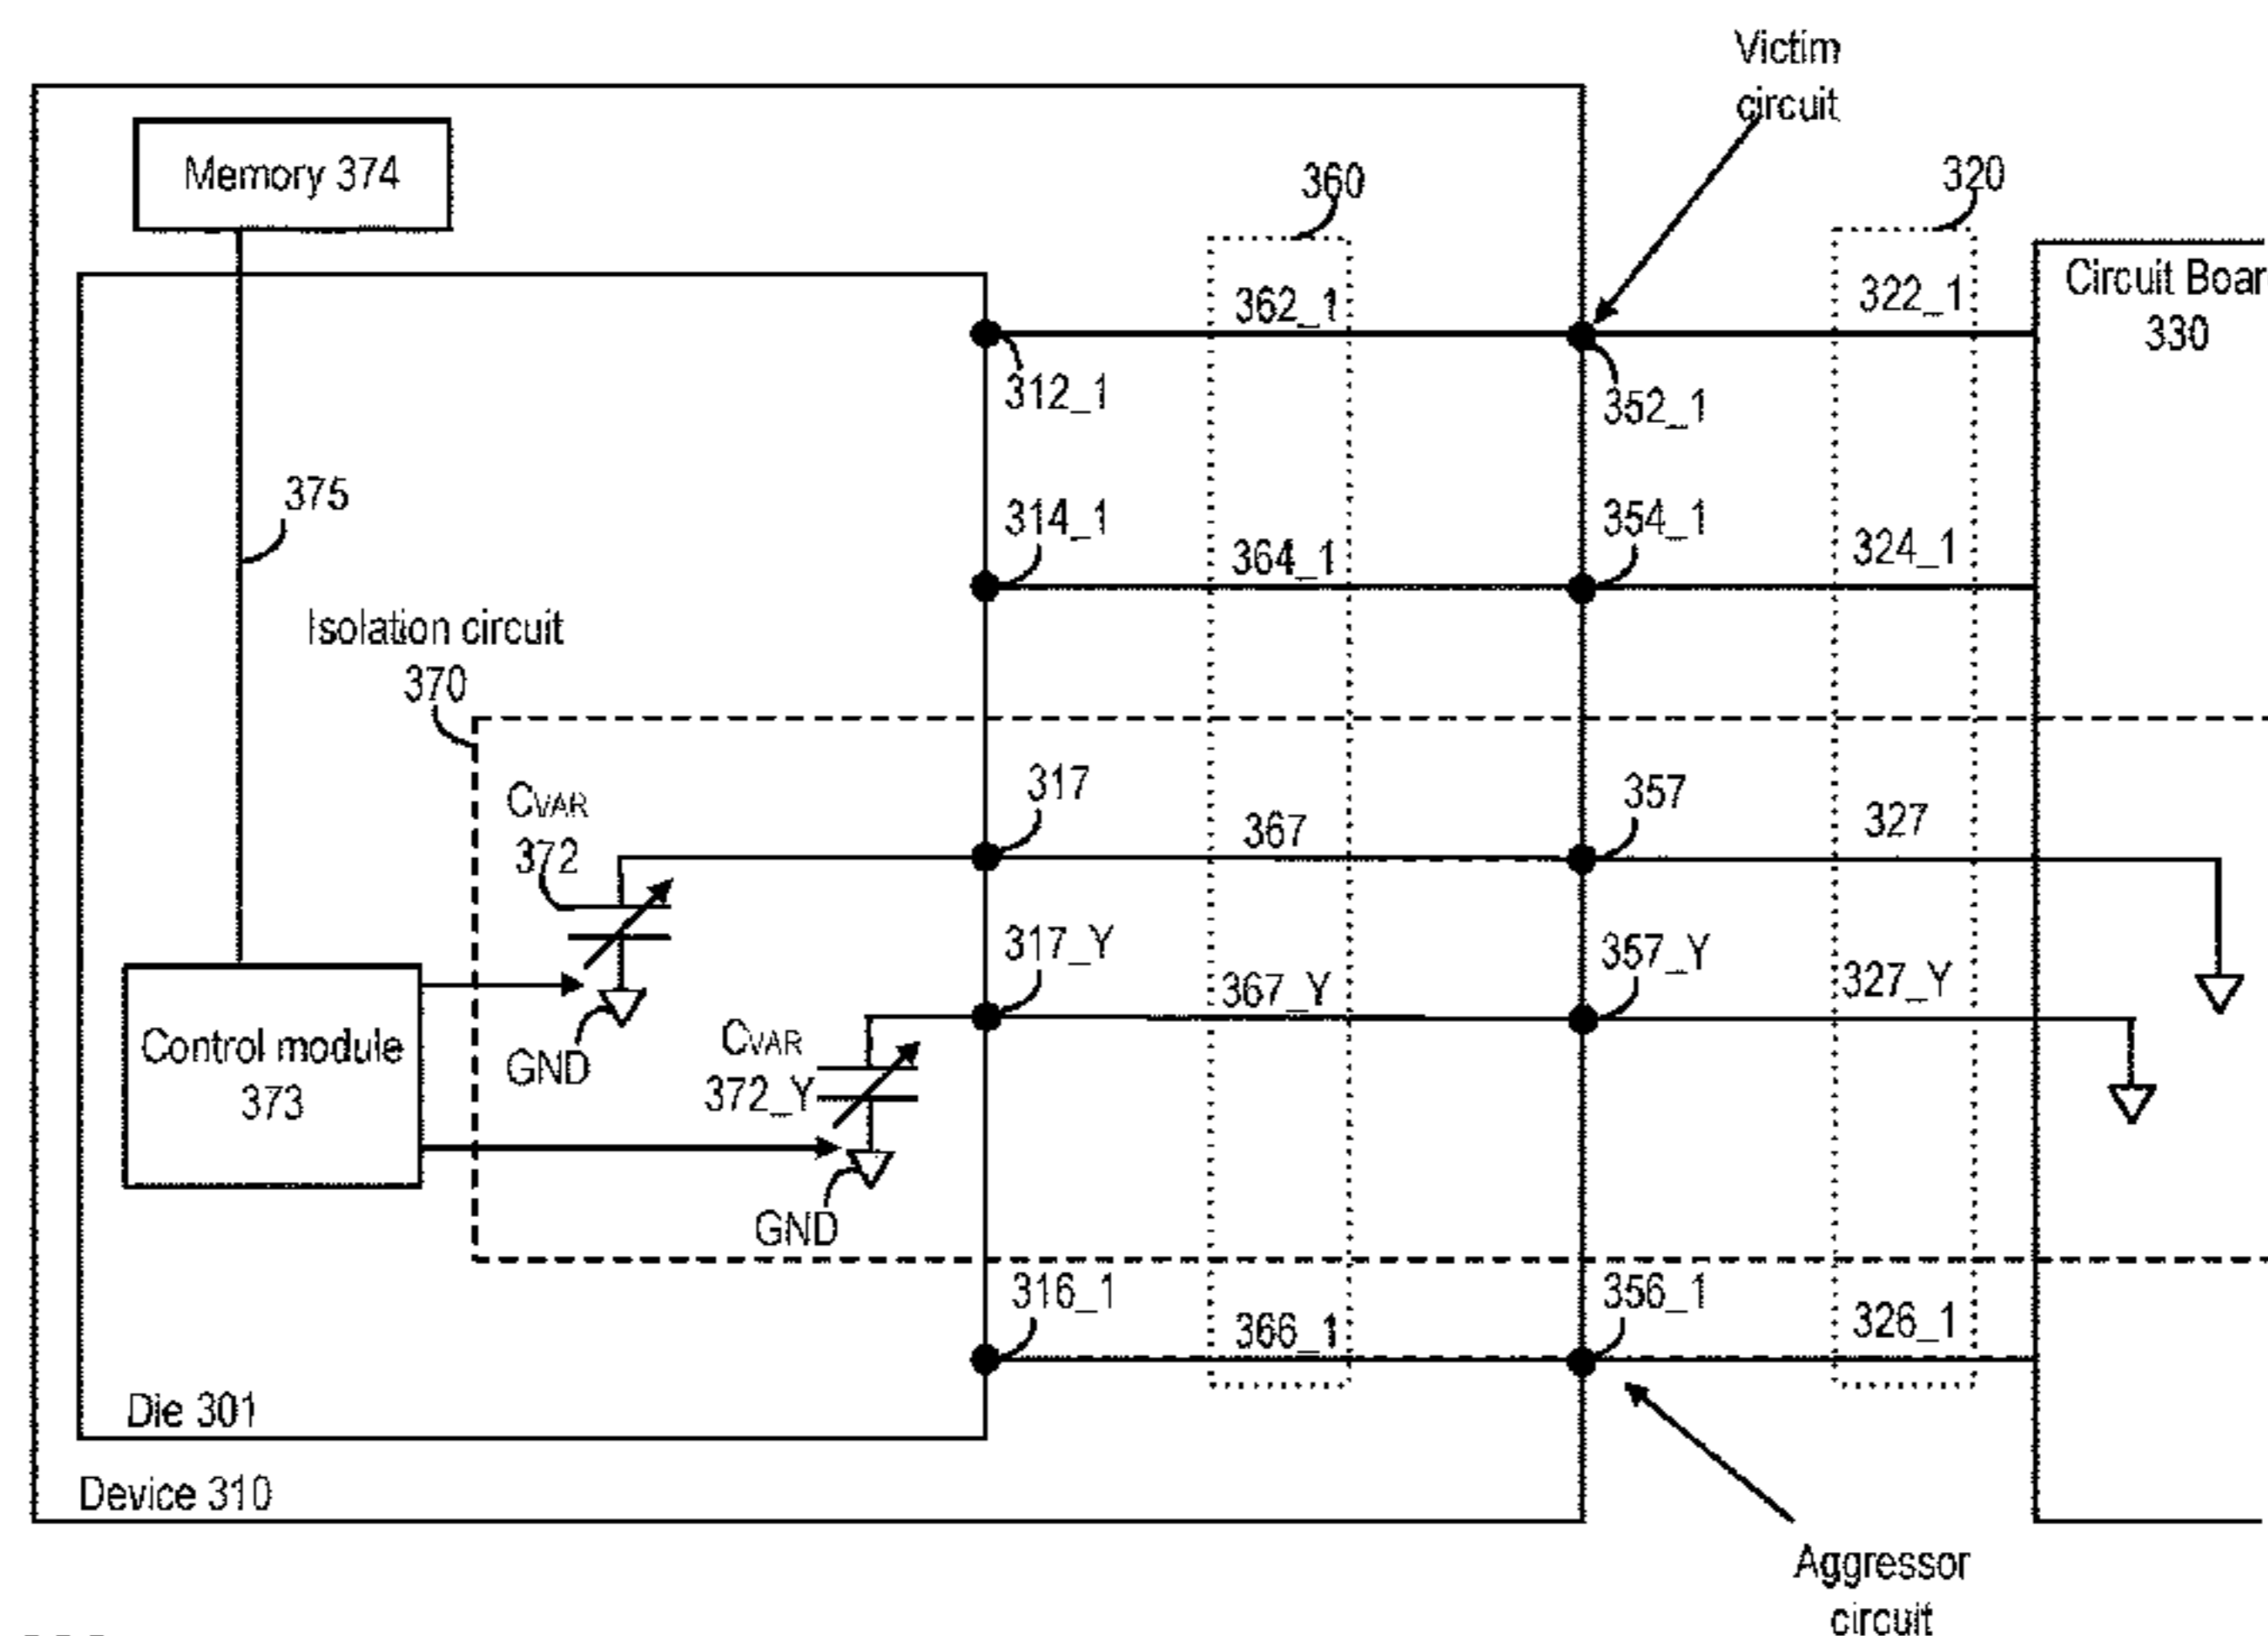 Victim
circuit
Memory 374
360
320
362_1
322_1
Circuit Boar
330
312_1
352_1
375
314_1
354_1
364_1
324_1
Isolation circuit
370
CVAR
372
317
367
357
327
317_Y
367_Y
357_Y
327_Y
Control module
373
GND
CVAR
372_Y
GND
316_1
366_1
356_1
326_1
Die 301
Device 310
Aggressor
circuit